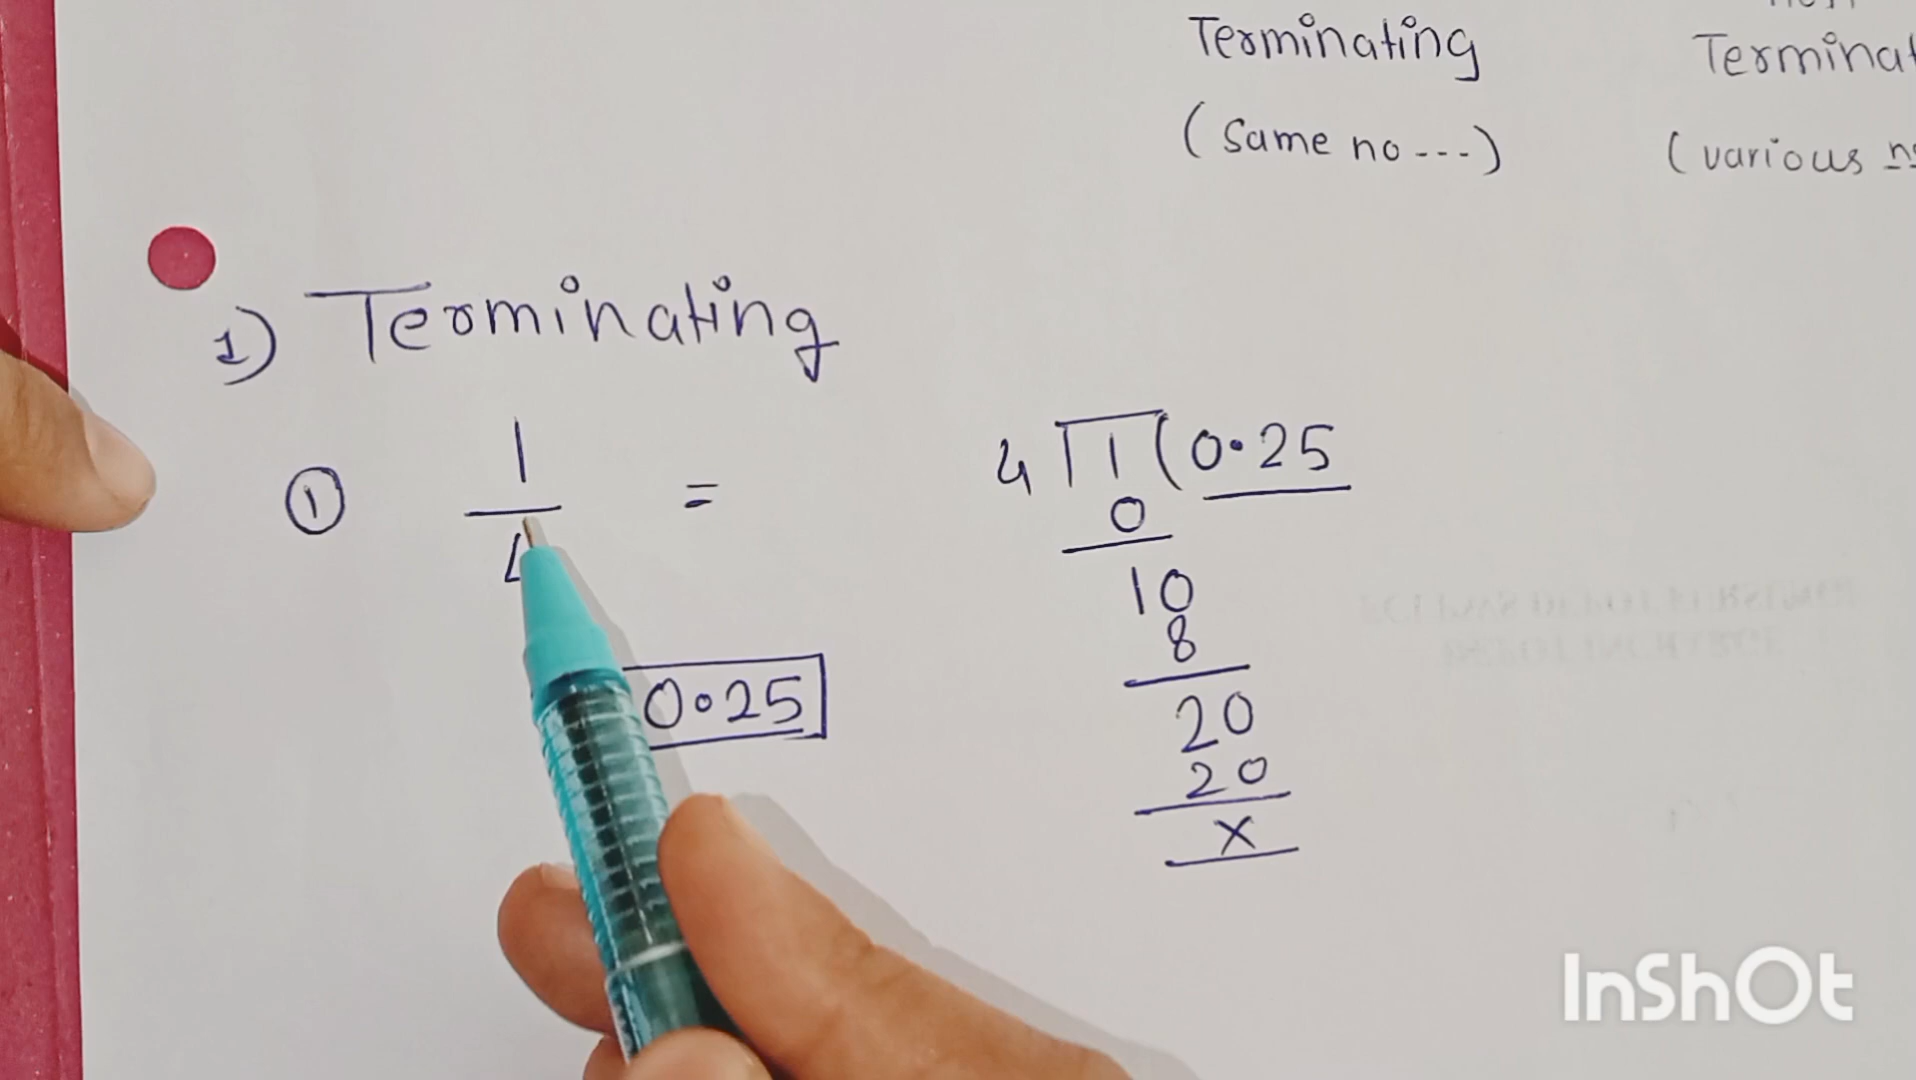 Terminating
Terminat
(Same no ---)
(various
1) Terminating
① 1/4 =
4 1 (0.25
0
10
8
20
20
x
0.25
InShOt